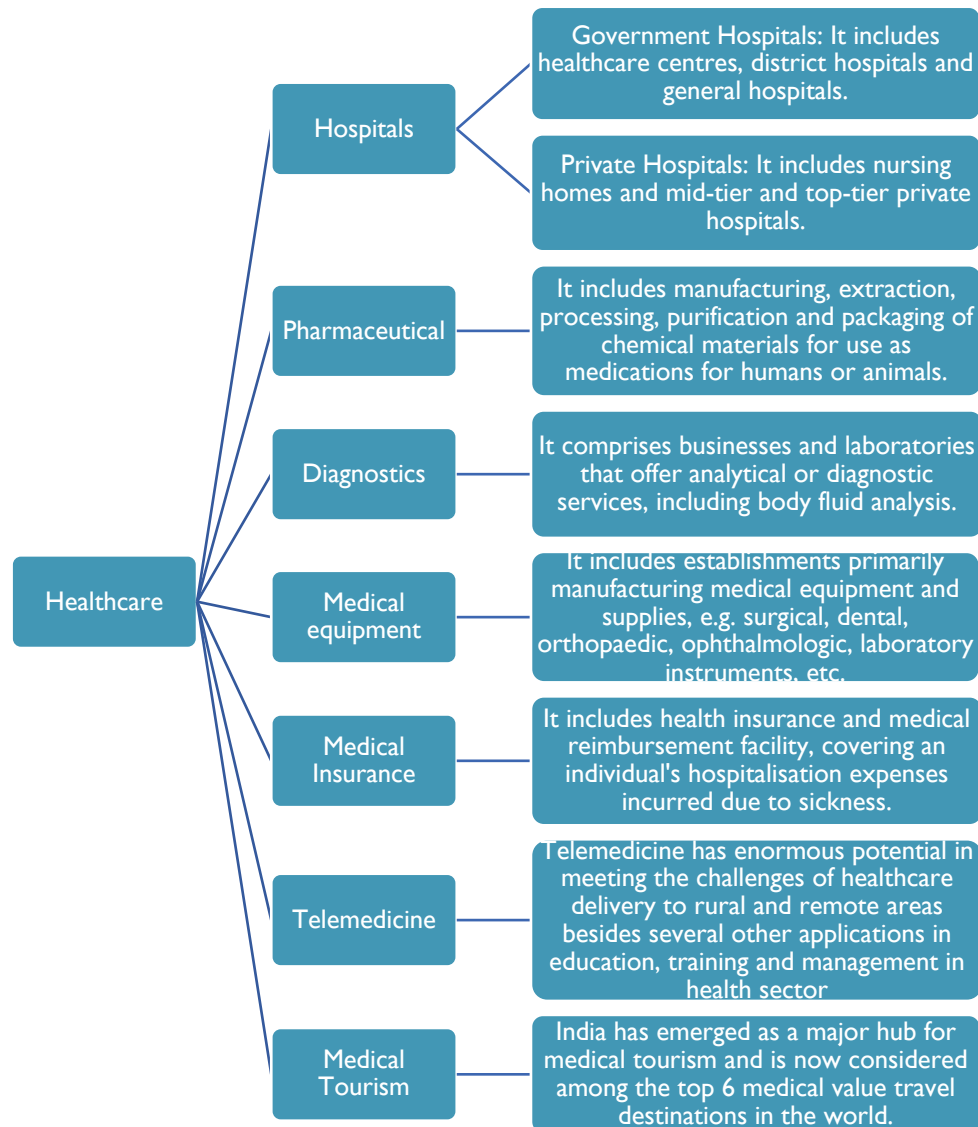 Healthcare
Hospitals
Government Hospitals: It includes
healthcare centres, district hospitals and
general hospitals.
Private Hospitals: It includes nursing
homes and mid-tier and top-tier private
hospitals.
Pharmaceutical
It includes manufacturing, extraction,
processing, purification and packaging of
chemical materials for use as
medications for humans or animals.
Diagnostics
It comprises businesses and laboratories
that offer analytical or diagnostic
services, including body fluid analysis.
Medical
equipment
It includes establishments primarily
manufacturing medical equipment and
supplies, e.g. surgical, dental,
orthopaedic, ophthalmologic, laboratory
instruments, etc.
Medical
Insurance
It includes health insurance and medical
reimbursement facility, covering an
individual's hospitalisation expenses
incurred due to sickness.
Telemedicine
Telemedicine has enormous potential in
meeting the challenges of healthcare
delivery to rural and remote areas
besides several other applications in
education, training and management in
health sector
Medical
Tourism
India has emerged as a major hub for
medical tourism and is now considered
among the top 6 medical value travel
destinations in the world.